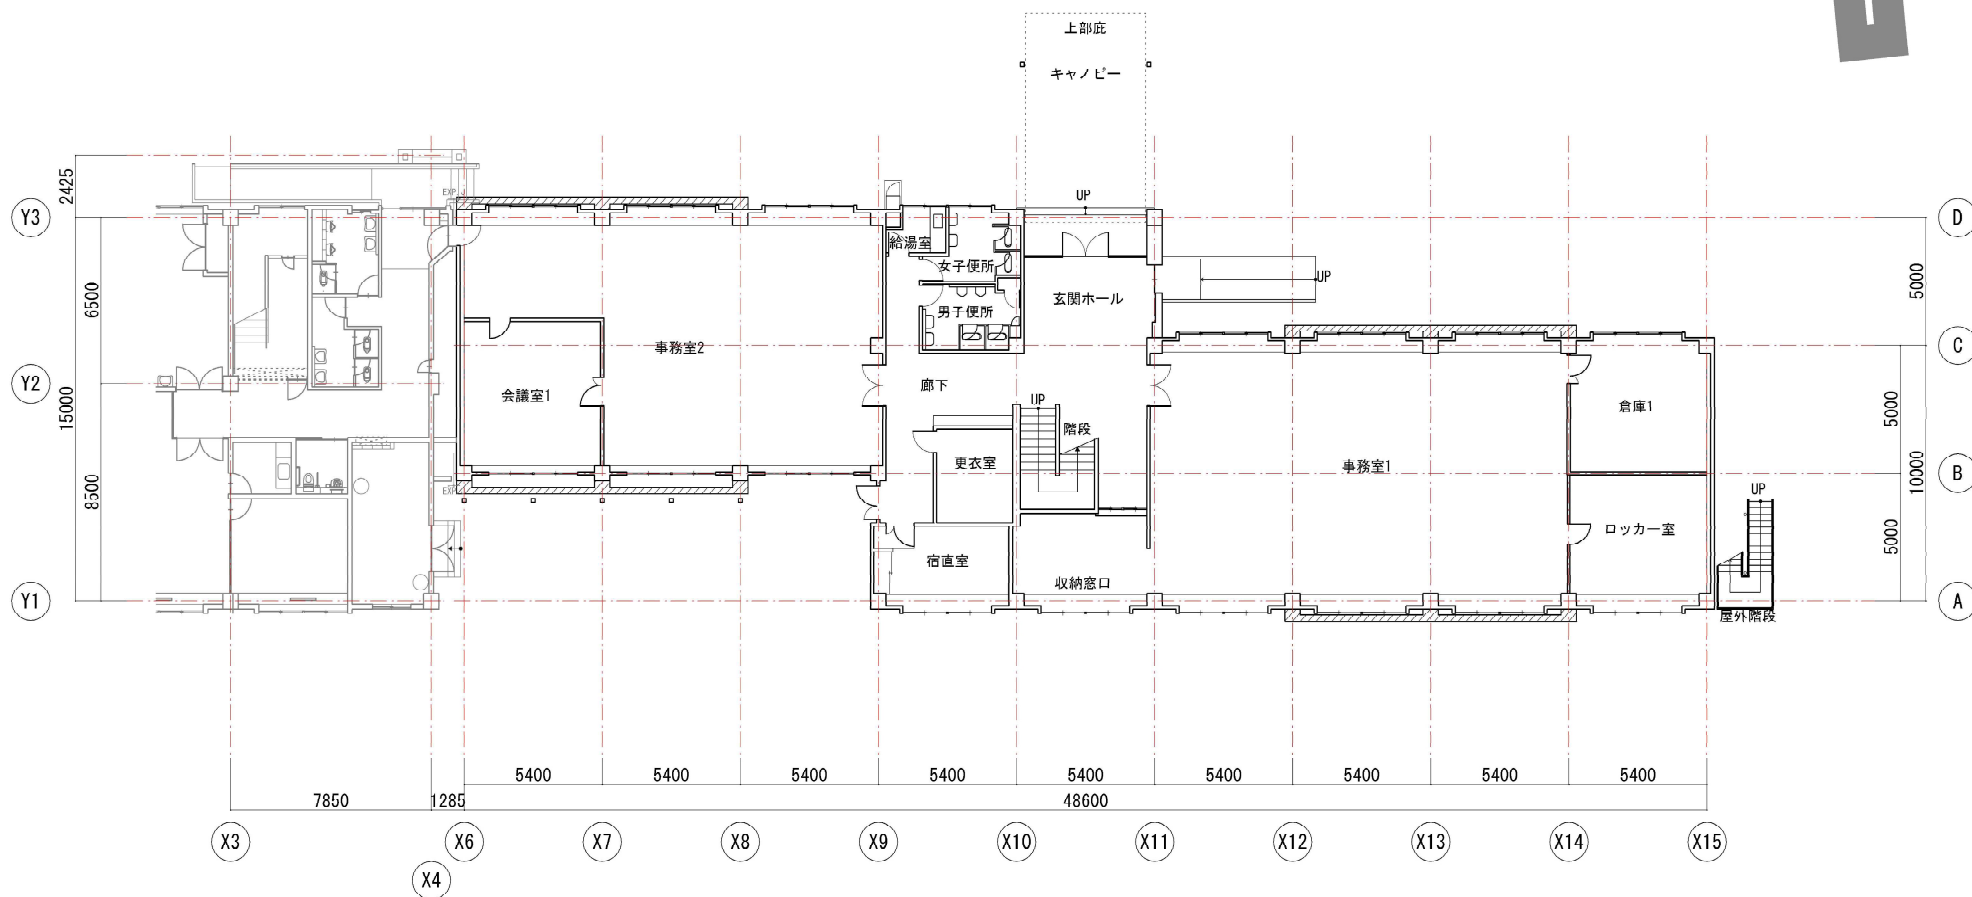 上部庇
キャノピー
2425
EXP.J
UP
Y3
D
給湯室
女子便所
UP
5000
6500
玄関ホール
男子便所
事務室2
C
Y2
廊下
会議室1
UP
5000
倉庫1
15000
階段
更衣室
事務室1
B
10000
8500
EXP
UP
ロッカー室
5000
宿直室
収納窓口
Y1
A
屋外階段
5400
5400
5400
5400
5400
5400
5400
5400
5400
7850
1285
48600
X3
X6
X7
X8
X9
X10
X11
X12
X13
X14
X15
X4